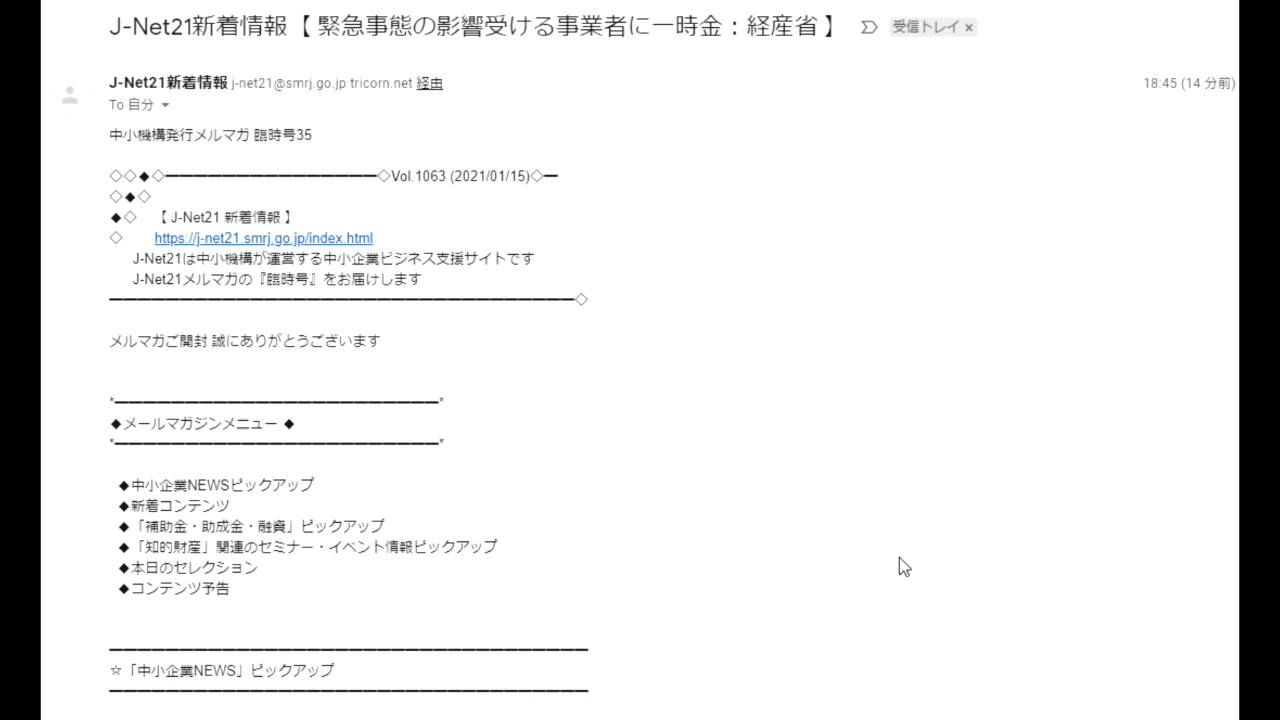 J-Net21新着情報【 緊急事態の影響受ける事業者に一時金：経産省 】 受信トレイ ×
J-Net21新着情報 j-net21@smrj.go.jp tricorn.net 経由 18:45 (14 分前)
To 自分
中小機構発行メルマガ 臨時号35
◇◇◆◇━━━━━━━━━━━━━━━◇Vol.1063 (2021/01/15)◇━
◇◆◇
◆◇ 【 J-Net21 新着情報 】
◇ https://j-net21.smrj.go.jp/index.html
J-Net21は中小機構が運営する中小企業ビジネス支援サイトです
J-Net21メルマガの『臨時号』をお届けします
━━━━━━━━━━━━━━━━━━━━━━━━━━━━━━━━━◇
メルマガご開封 誠にありがとうございます
*━━━━━━━━━━━━━━━━━━━━━━━*
◆メールマガジンメニュー ◆
*━━━━━━━━━━━━━━━━━━━━━━━*
◆中小企業NEWSピックアップ
◆新着コンテンツ
◆「補助金・助成金・融資」ピックアップ
◆「知的財産」関連のセミナー・イベント情報ピックアップ
◆本日のセレクション
◆コンテンツ予告
━━━━━━━━━━━━━━━━━━━━━━━━━━━━━━━━━━
☆「中小企業NEWS」ピックアップ
━━━━━━━━━━━━━━━━━━━━━━━━━━━━━━━━━━